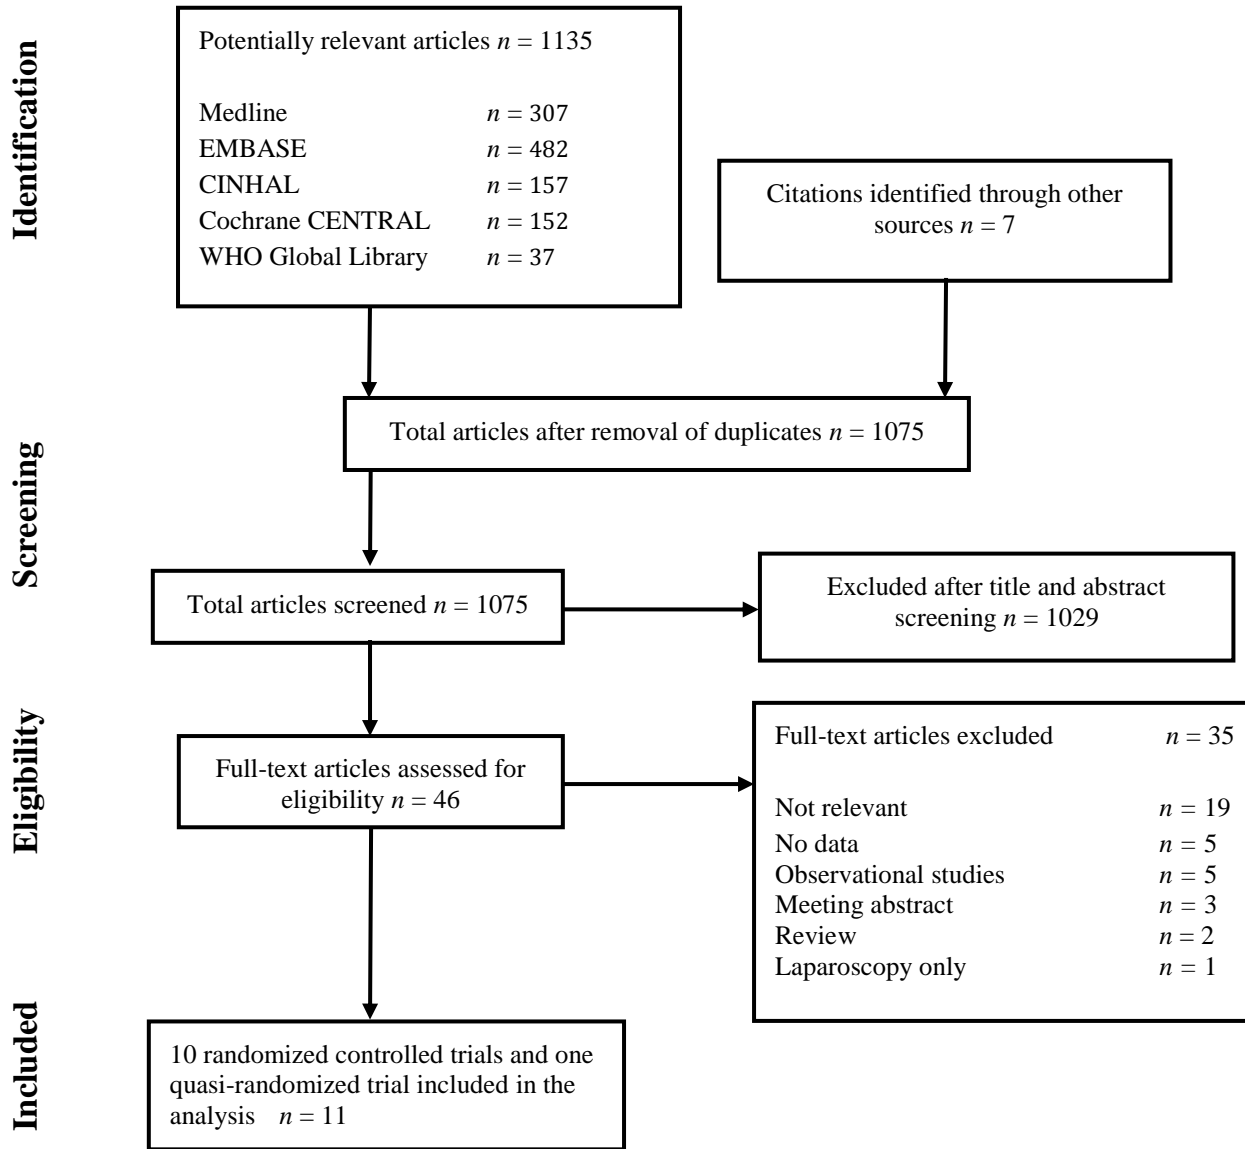 Identification
Potentially relevant articles n = 1135
Medline n = 307
EMBASE n = 482
CINHAL n = 157
Cochrane CENTRAL n = 152
WHO Global Library n = 37
Citations identified through other
sources n = 7
Total articles after removal of duplicates n = 1075
Screening
Total articles screened n = 1075
Excluded after title and abstract
screening n = 1029
Eligibility
Full-text articles assessed for
eligibility n = 46
Full-text articles excluded n = 35
Not relevant n = 19
No data n = 5
Observational studies n = 5
Meeting abstract n = 3
Review n = 2
Laparoscopy only n = 1
Included
10 randomized controlled trials and one
quasi-randomized trial included in the
analysis n = 11